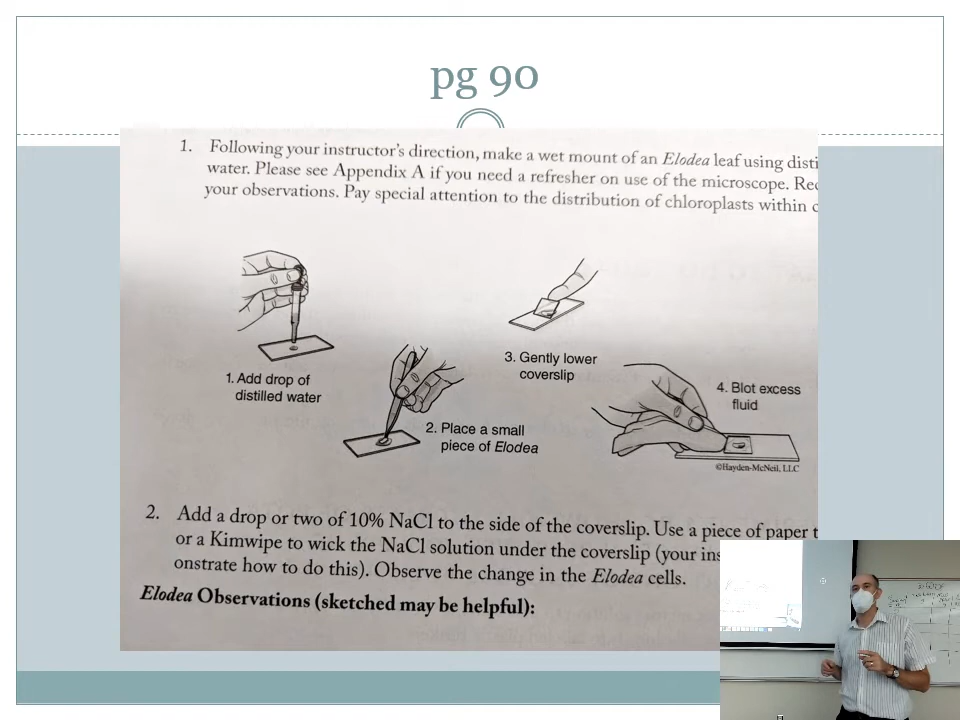 pg 90
1. Following your instructor's direction, make a wet mount of an Elodea leaf using disti
water. Please see Appendix A if you need a refresher on use of the microscope. Rec
your observations. Pay special attention to the distribution of chloroplasts within c
3. Gently lower
coverslip
1. Add drop of
distilled water
4. Blot excess
fluid
2. Place a small
piece of Elodea
©Hayden-McNeil, LLC
2. Add a drop or two of 10% NaCl to the side of the coverslip. Use a piece of paper t
or a Kimwipe to wick the NaCl solution under the coverslip (your ins
onstrate how to do this). Observe the change in the Elodea cells.
Elodea Observations (sketched may be helpful):